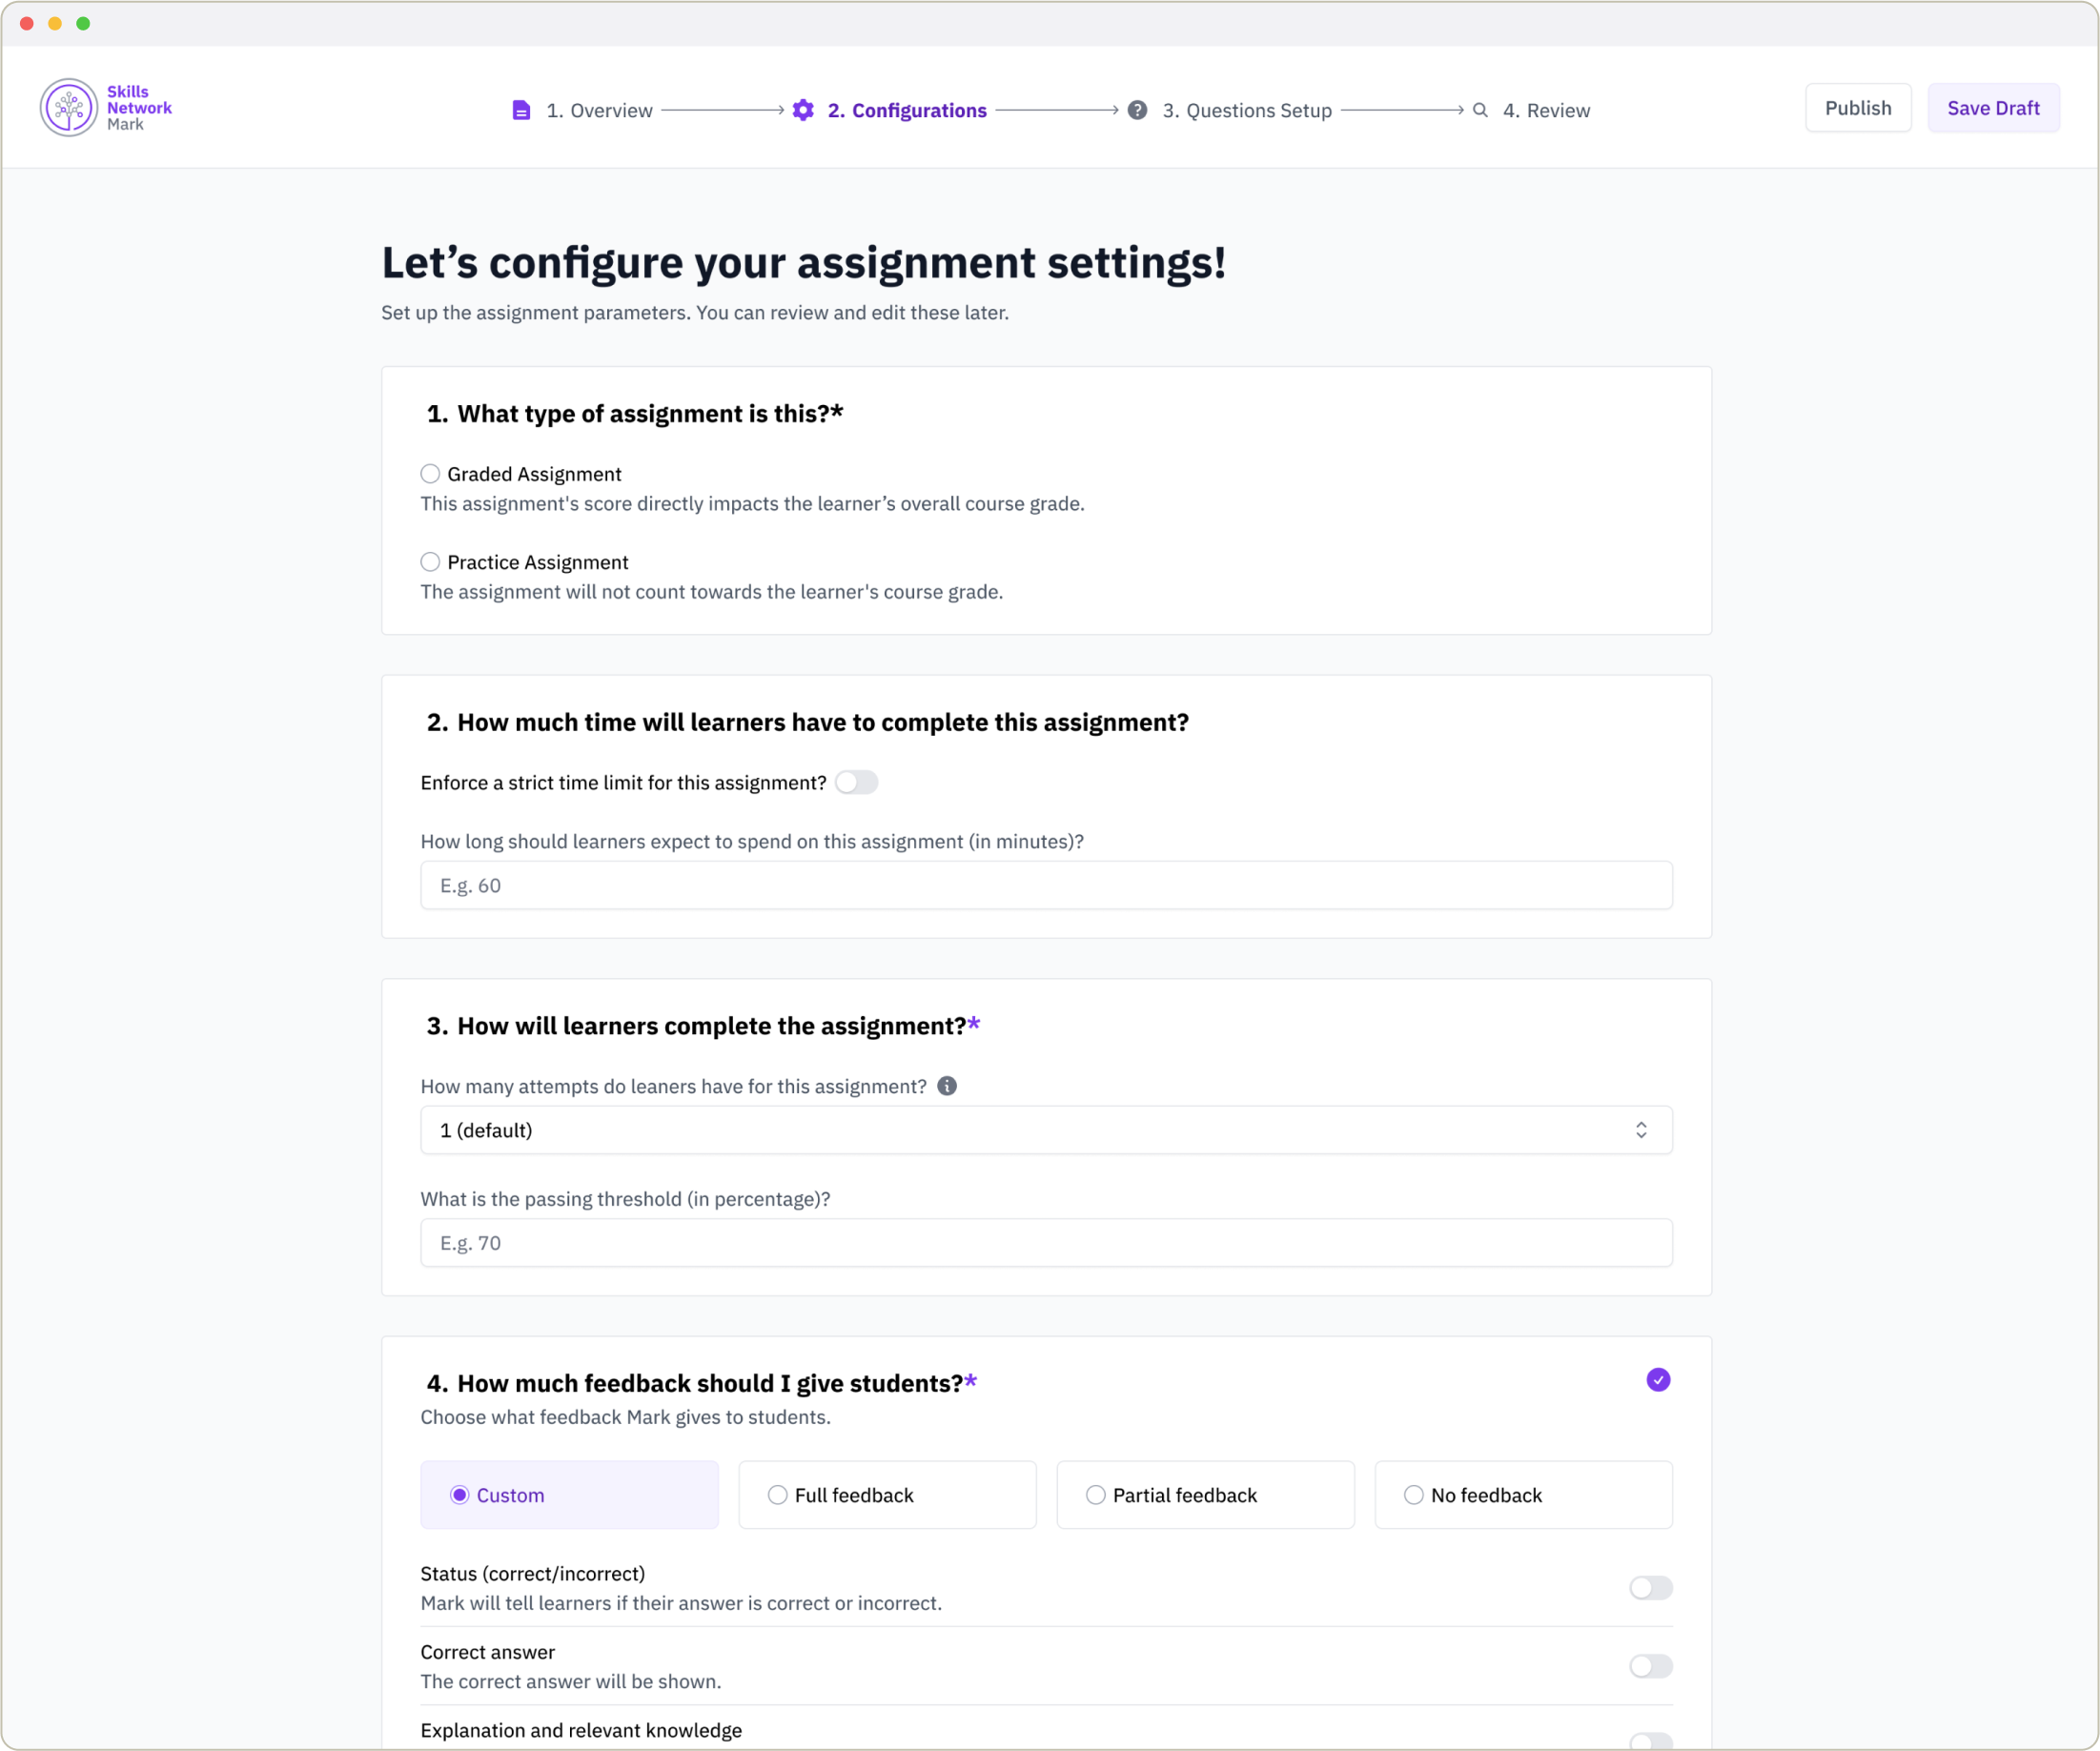 Skills
Network
Mark
1. Overview
2. Configurations
3. Questions Setup
4. Review
Publish
Save Draft
Let’s configure your assignment settings!
Set up the assignment parameters. You can review and edit these later.
1. What type of assignment is this?*
Graded Assignment
This assignment's score directly impacts the learner’s overall course grade.
Practice Assignment
The assignment will not count towards the learner's course grade.
2. How much time will learners have to complete this assignment?
Enforce a strict time limit for this assignment?
How long should learners expect to spend on this assignment (in minutes)?
E.g. 60
3. How will learners complete the assignment?*
How many attempts do leaners have for this assignment?
1 (default)
What is the passing threshold (in percentage)?
E.g. 70
4. How much feedback should I give students?*
Choose what feedback Mark gives to students.
Custom
Full feedback
Partial feedback
No feedback
Status (correct/incorrect)
Mark will tell learners if their answer is correct or incorrect.
Correct answer
The correct answer will be shown.
Explanation and relevant knowledge